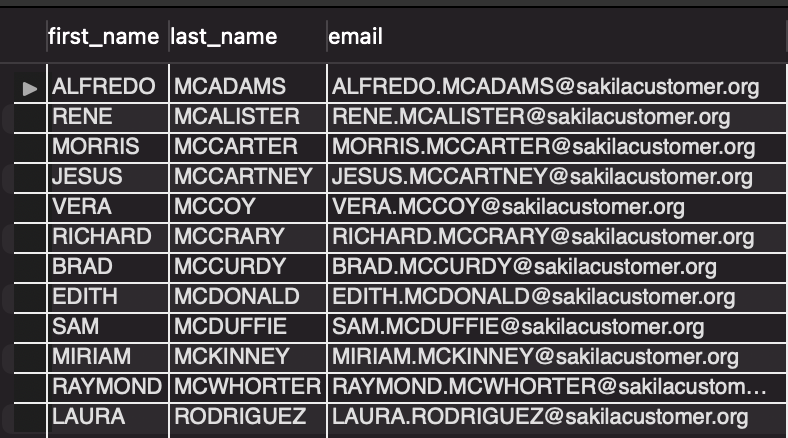 first_name last_name email
ALFREDO MCADAMS ALFREDO.MCADAMS@sakilacustomer.org
RENE MCALISTER RENE.MCALISTER@sakilacustomer.org
MORRIS MCCARTER MORRIS.MCCARTER@sakilacustomer.org
JESUS MCCARTNEY JESUS.MCCARTNEY@sakilacustomer.org
VERA MCCOY VERA.MCCOY@sakilacustomer.org
RICHARD MCCRARY RICHARD.MCCRARY@sakilacustomer.org
BRAD MCCURDY BRAD.MCCURDY@sakilacustomer.org
EDITH MCDONALD EDITH.MCDONALD@sakilacustomer.org
SAM MCDUFFIE SAM.MCDUFFIE@sakilacustomer.org
MIRIAM MCKINNEY MIRIAM.MCKINNEY@sakilacustomer.org
RAYMOND MCWHORTER RAYMOND.MCWHORTER@sakilacustom...
LAURA RODRIGUEZ LAURA.RODRIGUEZ@sakilacustomer.org